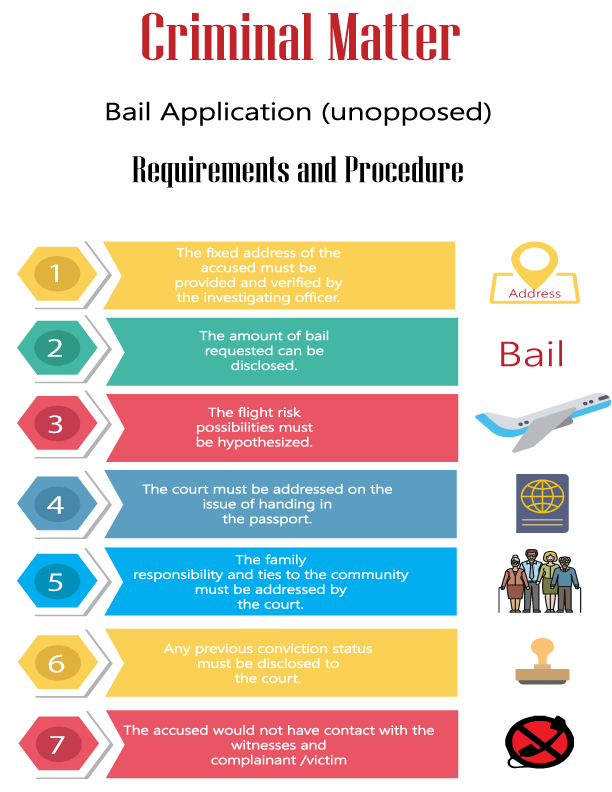 Criminal Matter
Bail Application (unopposed)
Requirements and Procedure
1
The fixed address of the
accused must be
provided and verified by
the investigating officer.
Address
2
The amount of bail
requested can be
disclosed.
Bail
3
The flight risk
possibilities must
be hypothesized.
4
The court must be addressed on the
issue of handing in
the passport.
5
The family
responsibility and ties to the community
must be addressed by
the court.
6
Any previous conviction status
must be disclosed to
the court.
7
The accused would not have contact with the
witnesses and
complainant /victim